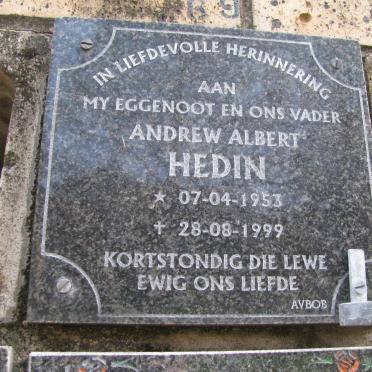 69
IN LIEFDEVOLLE HERINNERING
AAN
MY EGGENOOT EN ONS VADER
ANDREW ALBERT
HEDIN
★ 07-04-1953
✝ 28-08-1999
KORTSTONDIG DIE LEWE
EWIG ONS LIEFDE
AVBOB